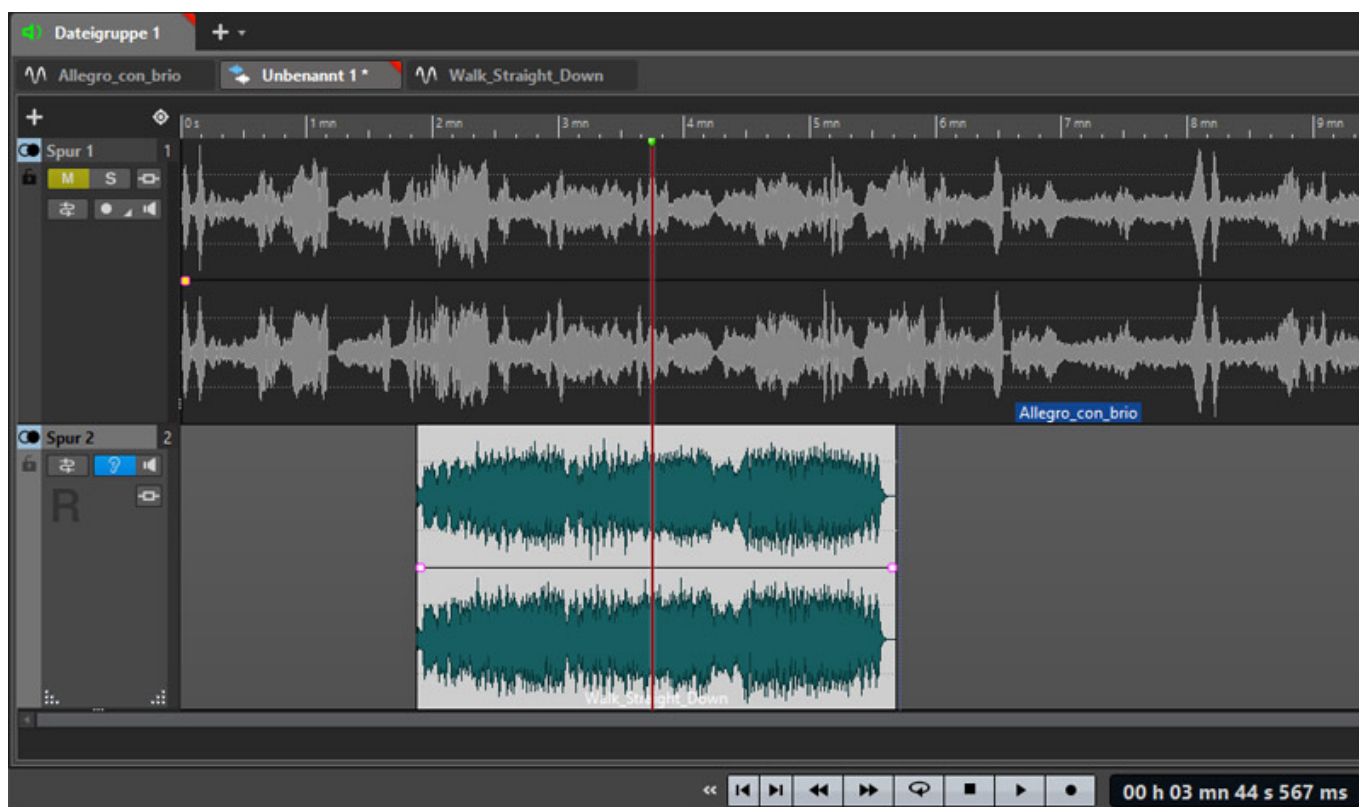 Dateigruppe 1
Allegro_con_brio
Unbenannt 1 *
Walk_Straight_Down
0 s 1 mn 2 mn 3 mn 4 mn 5 mn 6 mn 7 mn 8 mn 9 mn
Spur 1 1
M S
Allegro_con_brio
Spur 2 2
R
Walk_Straight_Down
00 h 03 mn 44 s 567 ms